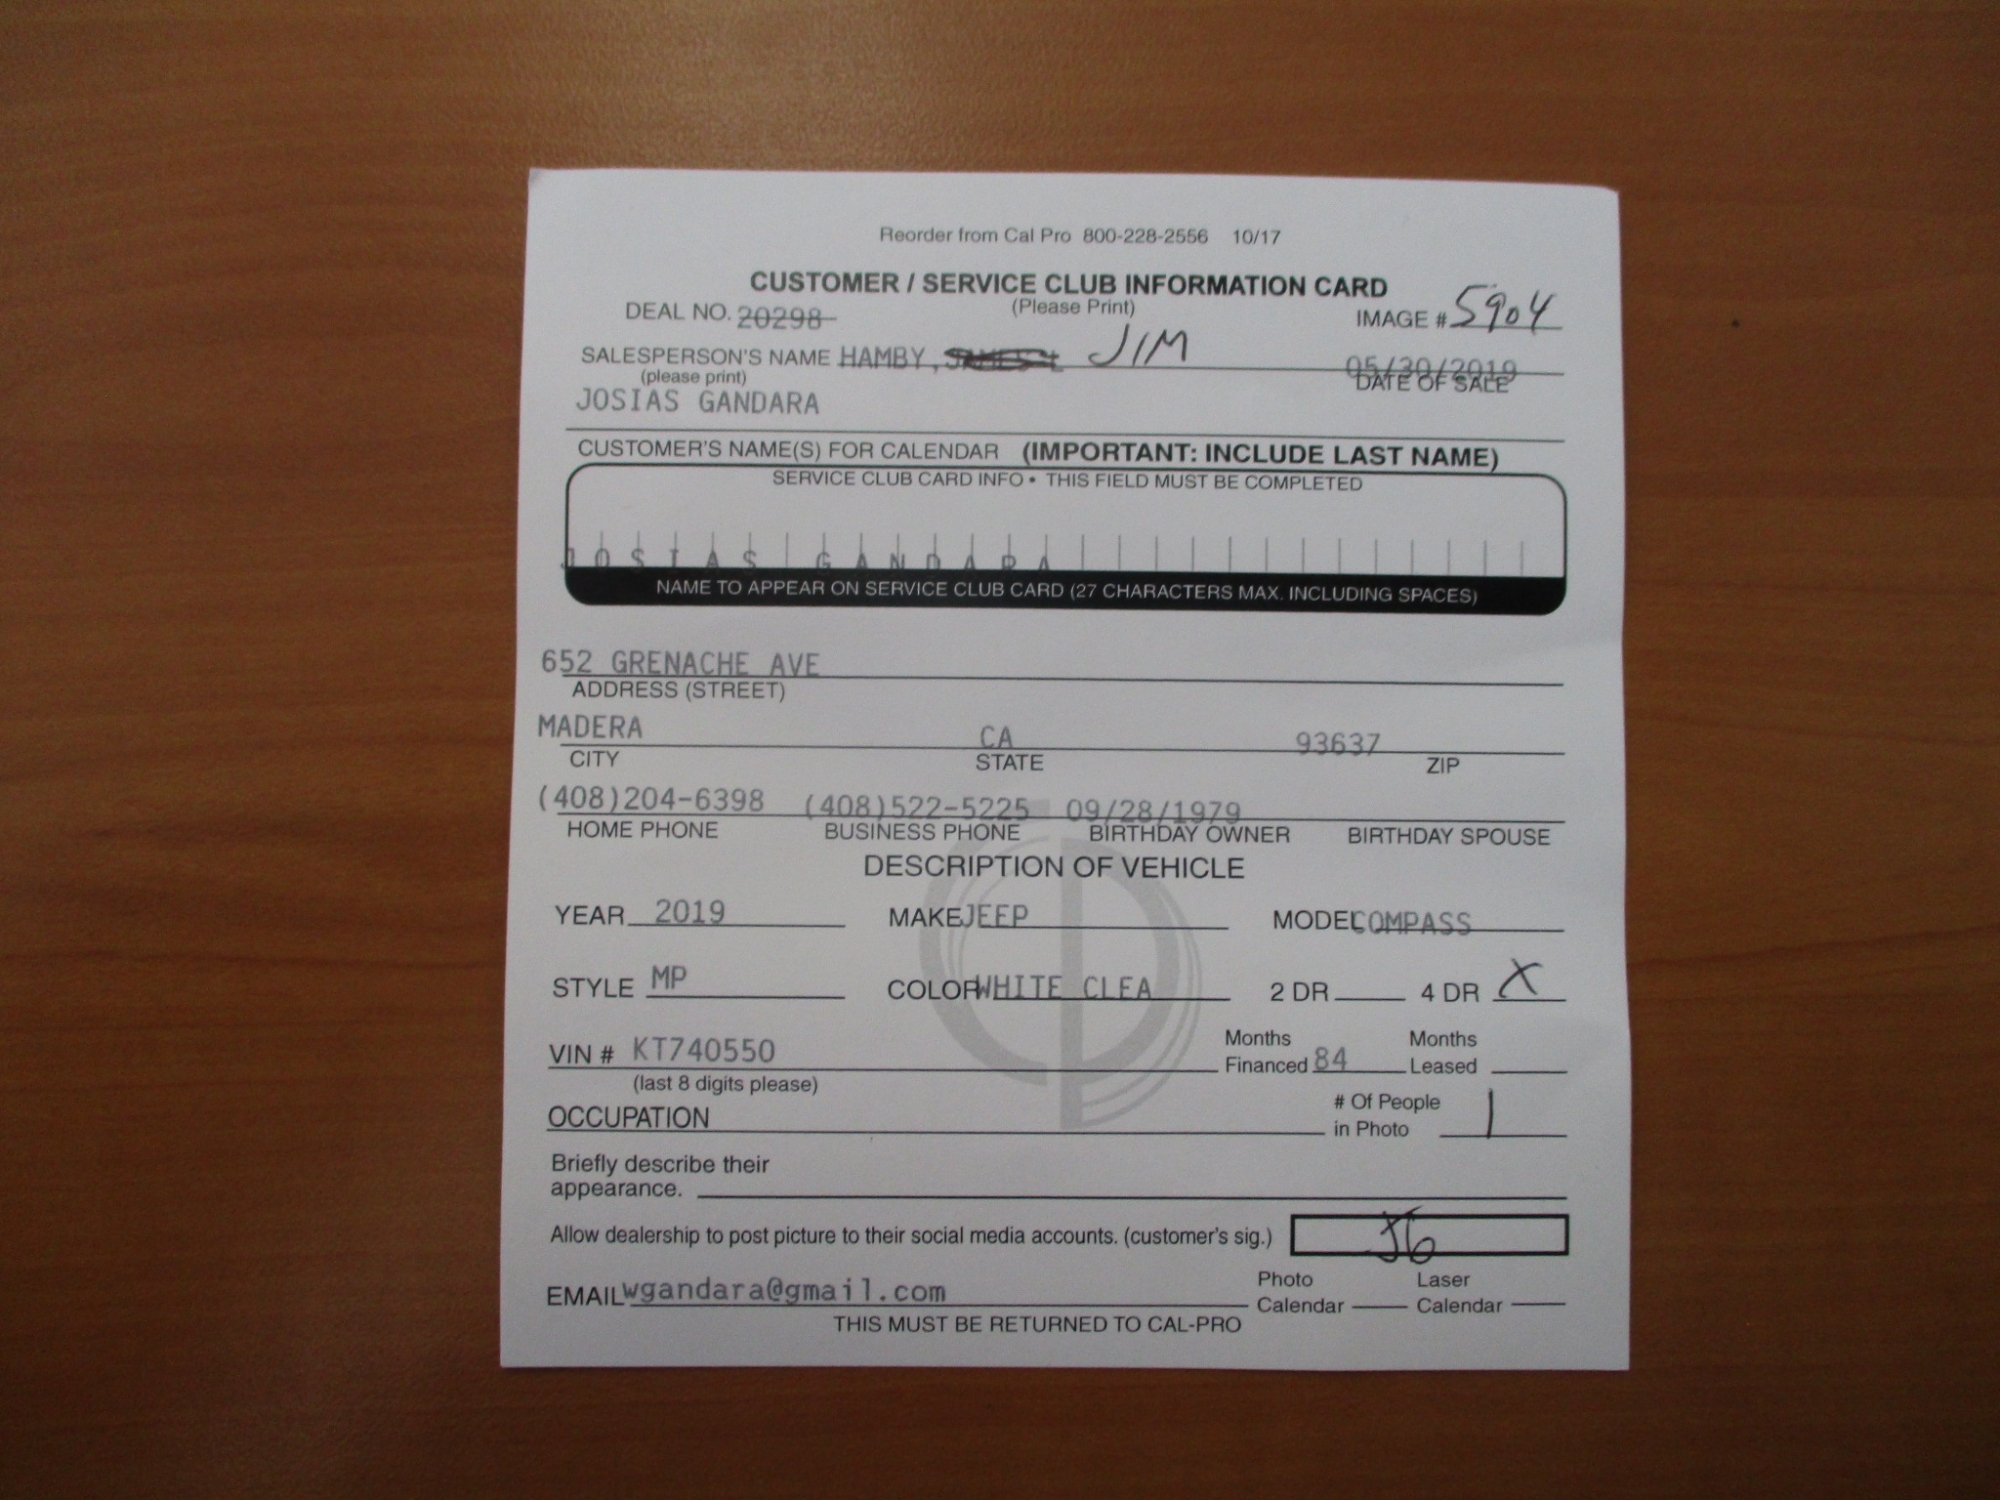 Reorder from Cal Pro 800-228-2556 10/17
CUSTOMER / SERVICE CLUB INFORMATION CARD
(Please Print)
DEAL NO. 20298
IMAGE # 5904
SALESPERSON'S NAME HAMBY, JIM
05/30/2019
(please print)
DATE OF SALE
JOSIAS GANDARA
CUSTOMER'S NAME(S) FOR CALENDAR (IMPORTANT: INCLUDE LAST NAME)
SERVICE CLUB CARD INFO • THIS FIELD MUST BE COMPLETED
JOSIAS GANDARA
NAME TO APPEAR ON SERVICE CLUB CARD (27 CHARACTERS MAX. INCLUDING SPACES)
652 GRENACHE AVE
ADDRESS (STREET)
MADERA CA 93637
CITY STATE ZIP
(408)204-6398 (408)522-5225 09/28/1979
HOME PHONE BUSINESS PHONE BIRTHDAY OWNER BIRTHDAY SPOUSE
DESCRIPTION OF VEHICLE
YEAR 2019 MAKE JEEP MODEL COMPASS
STYLE MP COLOR WHITE CLEA 2 DR 4 DR X
VIN # KT740550 Months Financed 84 Months Leased
(last 8 digits please)
OCCUPATION # Of People in Photo 1
Briefly describe their
appearance.
Allow dealership to post picture to their social media accounts. (customer's sig.) JG
EMAIL wgandara@gmail.com Photo Calendar Laser Calendar
THIS MUST BE RETURNED TO CAL-PRO